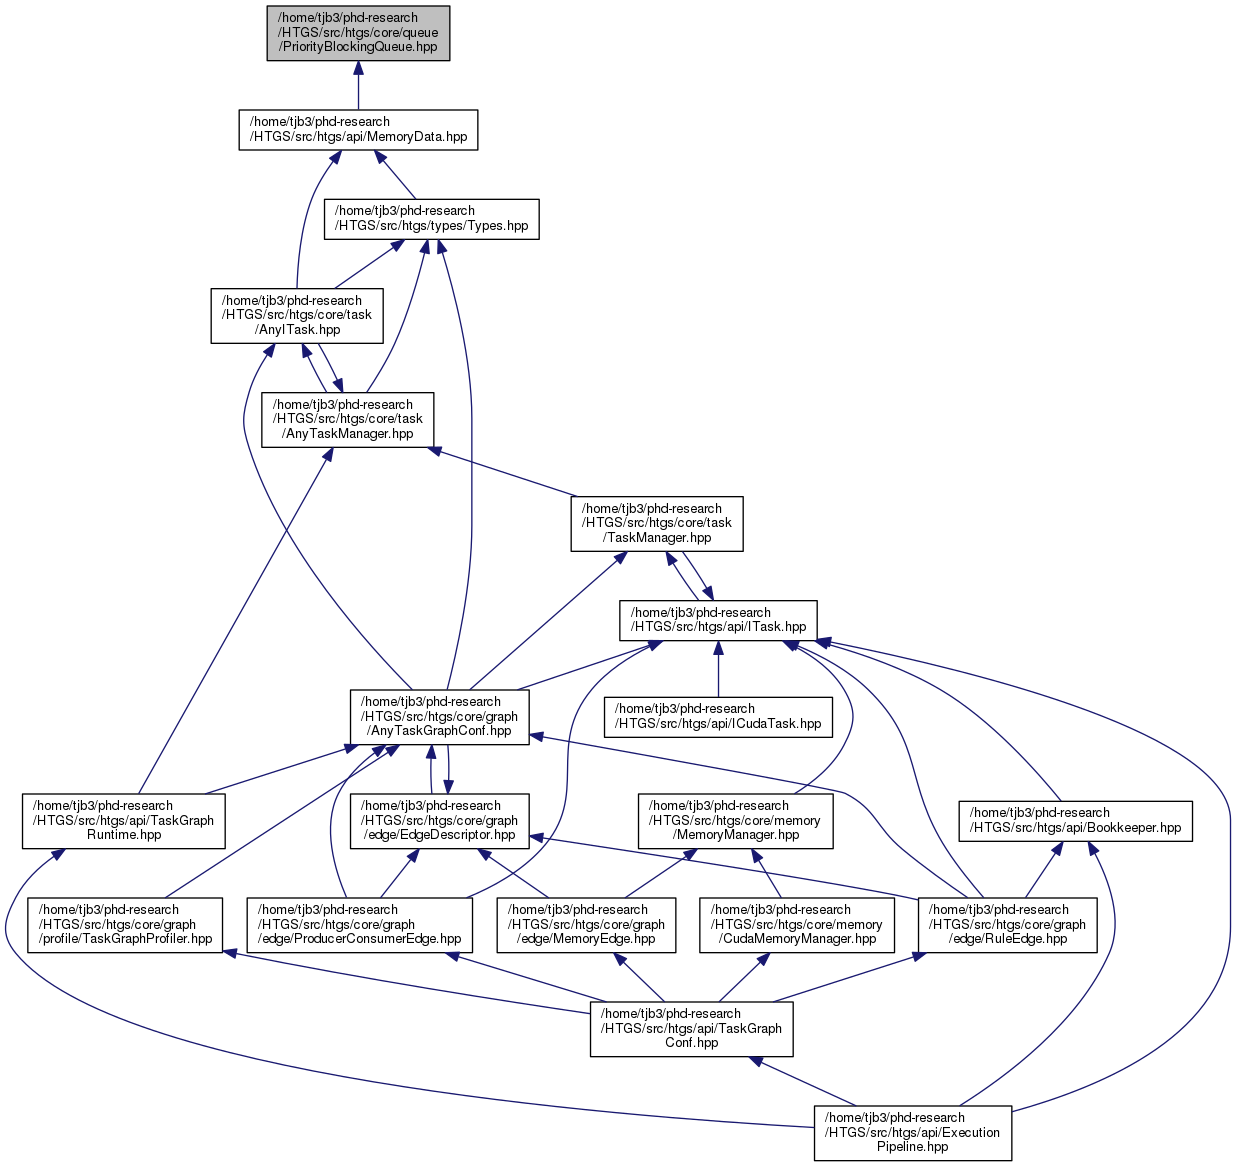 /home/tjb3/phd-research
/HTGS/src/htgs/core/queue
/PriorityBlockingQueue.hpp
/home/tjb3/phd-research
/HTGS/src/htgs/api/MemoryData.hpp
/home/tjb3/phd-research
/HTGS/src/htgs/types/Types.hpp
/home/tjb3/phd-research
/HTGS/src/htgs/core/task
/AnyITask.hpp
/home/tjb3/phd-research
/HTGS/src/htgs/core/task
/AnyTaskManager.hpp
/home/tjb3/phd-research
/HTGS/src/htgs/core/task
/TaskManager.hpp
/home/tjb3/phd-research
/HTGS/src/htgs/api/ITask.hpp
/home/tjb3/phd-research
/HTGS/src/htgs/core/graph
/AnyTaskGraphConf.hpp
/home/tjb3/phd-research
/HTGS/src/htgs/api/ICudaTask.hpp
/home/tjb3/phd-research
/HTGS/src/htgs/api/TaskGraph
Runtime.hpp
/home/tjb3/phd-research
/HTGS/src/htgs/core/graph
/edge/EdgeDescriptor.hpp
/home/tjb3/phd-research
/HTGS/src/htgs/core/memory
/MemoryManager.hpp
/home/tjb3/phd-research
/HTGS/src/htgs/api/Bookkeeper.hpp
/home/tjb3/phd-research
/HTGS/src/htgs/core/graph
/profile/TaskGraphProfiler.hpp
/home/tjb3/phd-research
/HTGS/src/htgs/core/graph
/edge/ProducerConsumerEdge.hpp
/home/tjb3/phd-research
/HTGS/src/htgs/core/graph
/edge/MemoryEdge.hpp
/home/tjb3/phd-research
/HTGS/src/htgs/core/memory
/CudaMemoryManager.hpp
/home/tjb3/phd-research
/HTGS/src/htgs/core/graph
/edge/RuleEdge.hpp
/home/tjb3/phd-research
/HTGS/src/htgs/api/TaskGraph
Conf.hpp
/home/tjb3/phd-research
/HTGS/src/htgs/api/Execution
Pipeline.hpp